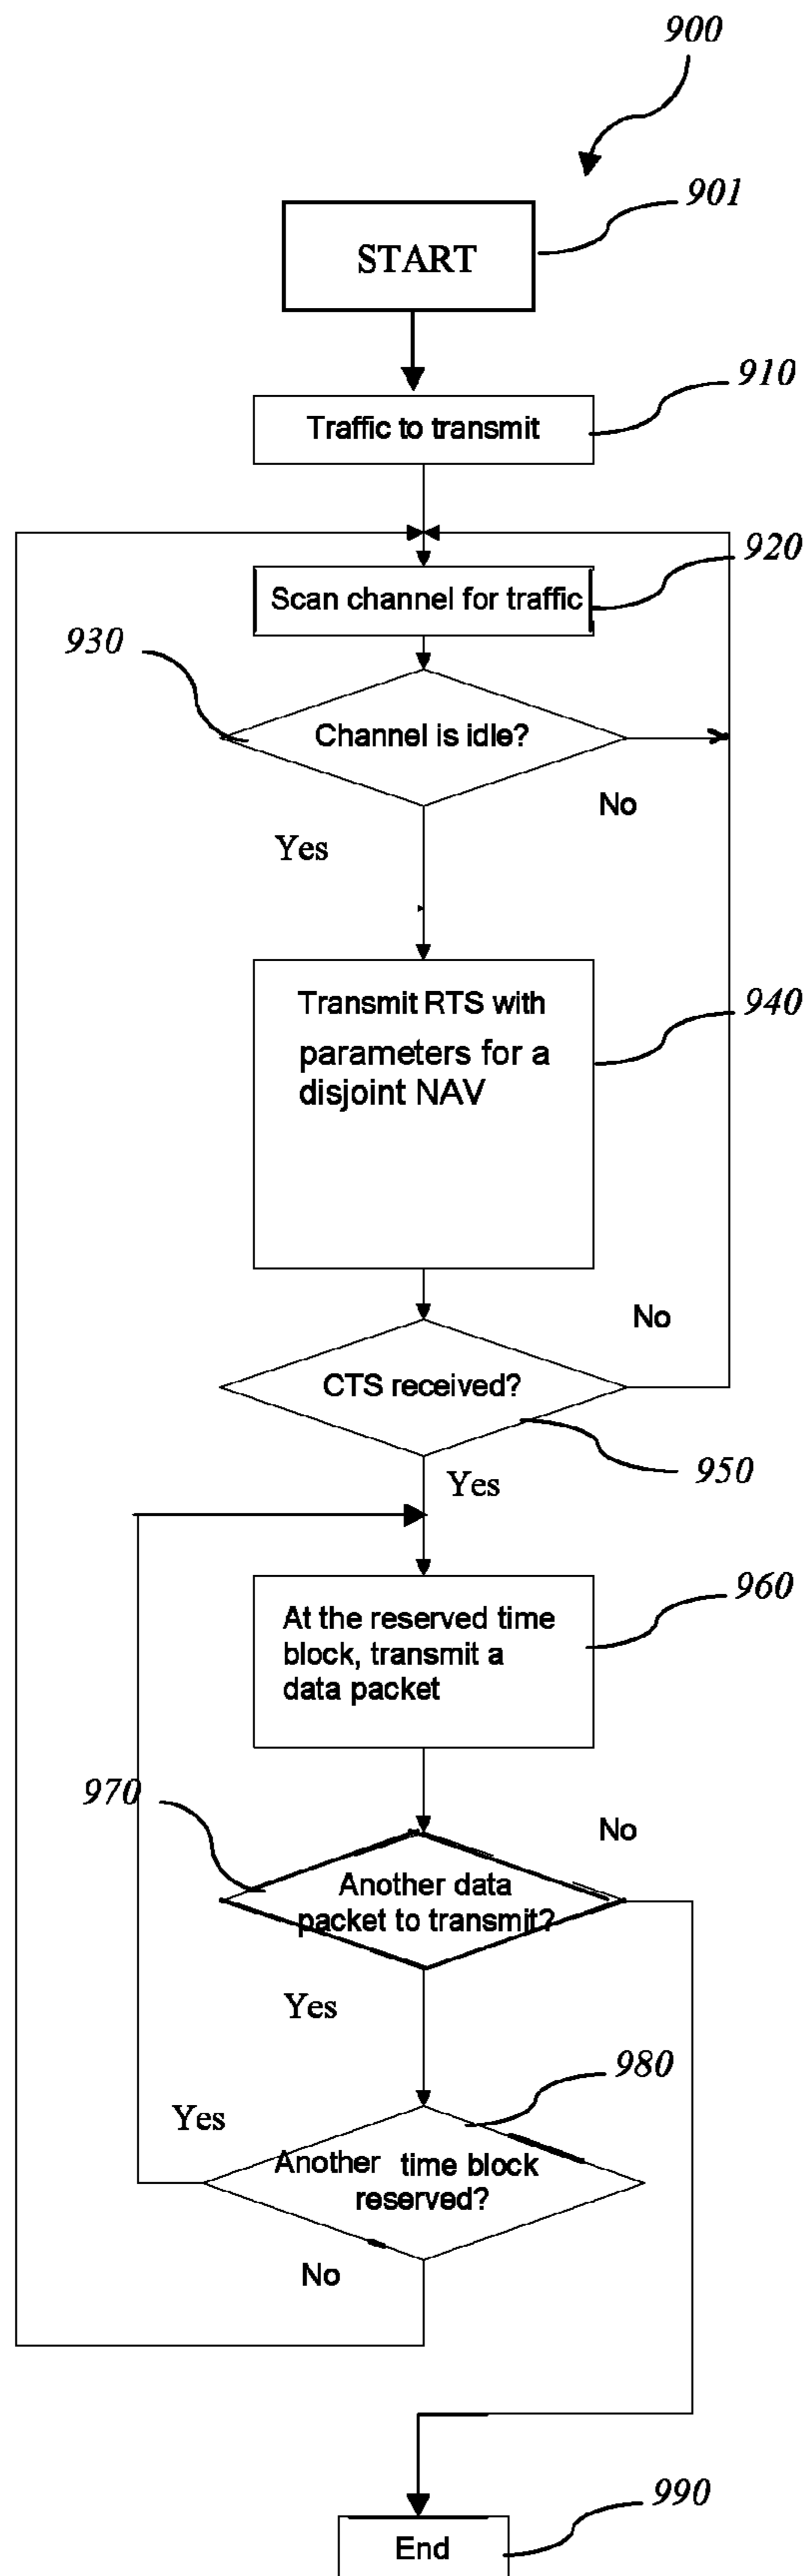 900
901
START
910
Traffic to transmit
920
Scan channel for traffic
930
Channel is idle?
No
Yes
940
Transmit RTS with
parameters for a
disjoint NAV
No
CTS received?
950
Yes
960
At the reserved time
block, transmit a
data packet
970
No
Another data
packet to transmit?
Yes
980
Yes
Another time block
reserved?
No
990
End